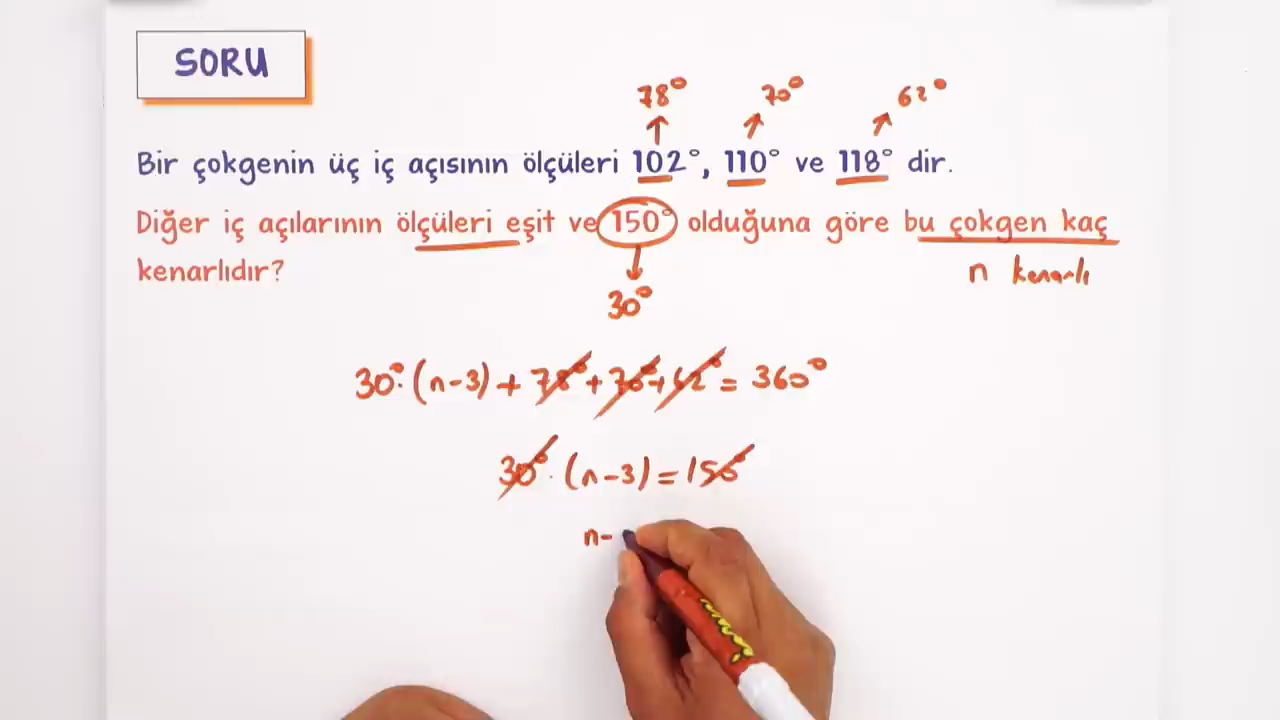 SORU
78° 70° 62°
Bir çokgenin üç iç açısının ölçüleri 102°, 110° ve 118° dir.
Diğer iç açılarının ölçüleri eşit ve 150° olduğuna göre bu çokgen kaç
kenarlıdır?
n kenarlı
30°
30°·(n-3) + 78° + 70° + 62° = 360°
30°·(n-3) = 150°
n-